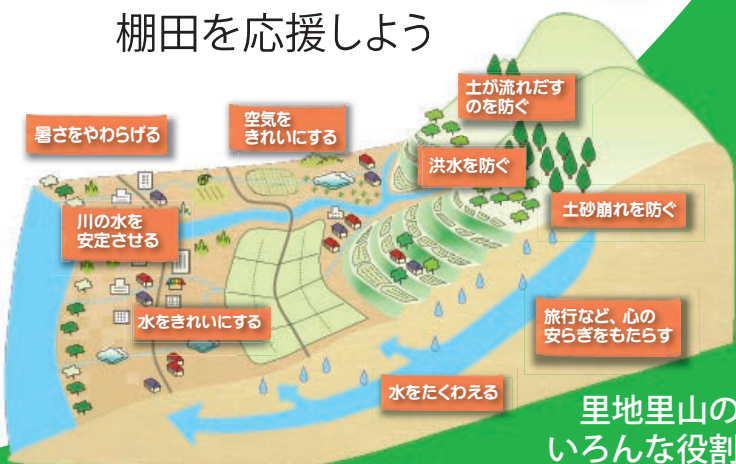 棚田を応援しよう
土が流れだす
のを防ぐ
空気を
きれいにする
暑さをやわらげる
洪水を防ぐ
土砂崩れを防ぐ
川の水を
安定させる
旅行など、心の
安らぎをもたらす
水をきれいにする
水をたくわえる
里地里山の
いろんな役割